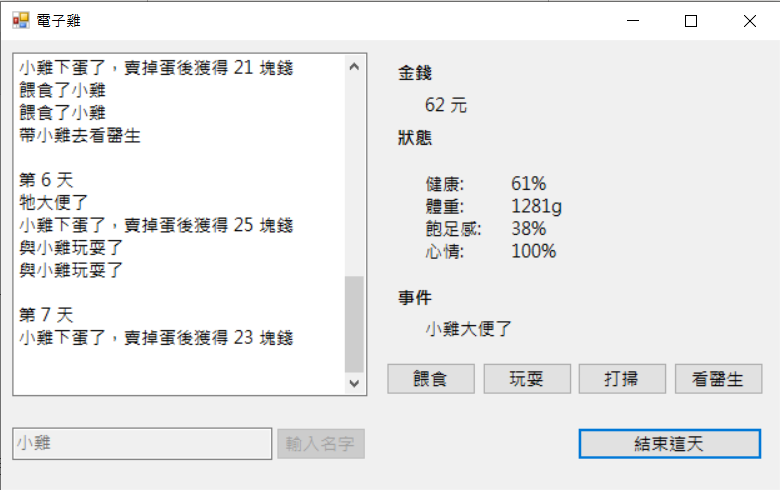 電子雞
小雞下蛋了，賣掉蛋後獲得 21 塊錢
餵食了小雞
餵食了小雞
帶小雞去看醫生
第 6 天
牠大便了
小雞下蛋了，賣掉蛋後獲得 25 塊錢
與小雞玩耍了
與小雞玩耍了
第 7 天
小雞下蛋了，賣掉蛋後獲得 23 塊錢
小雞
輸入名字
金錢
62 元
狀態
健康: 61%
體重: 1281g
飽足感: 38%
心情: 100%
事件
小雞大便了
餵食 玩耍 打掃 看醫生
結束這天